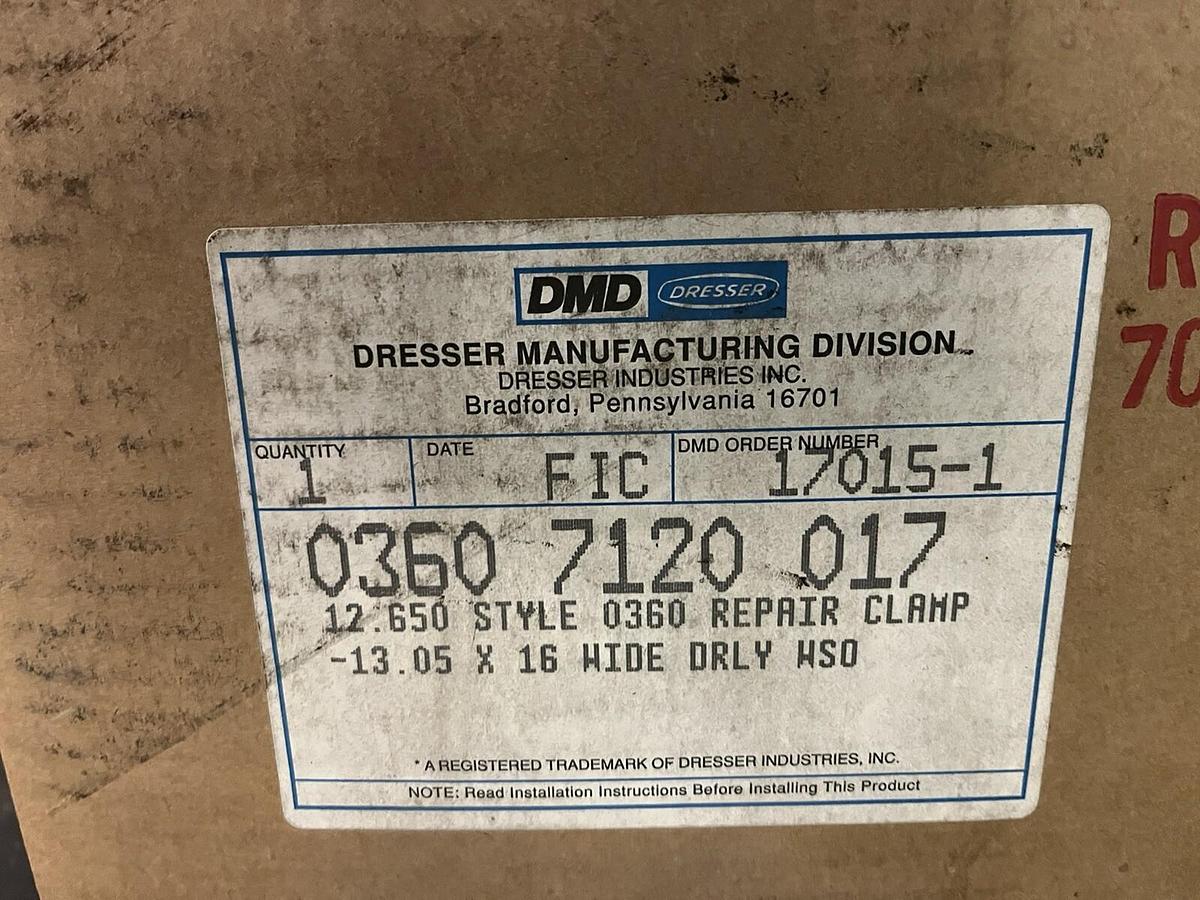 DMD DRESSER
DRESSER MANUFACTURING DIVISION
DRESSER INDUSTRIES INC.
Bradford, Pennsylvania 16701
QUANTITY DATE DMD ORDER NUMBER
1 FIC 17015-1
0360 7120 017
12.650 STYLE 0360 REPAIR CLAMP
-13.05 X 16 WIDE DRLY WSO
* A REGISTERED TRADEMARK OF DRESSER INDUSTRIES, INC.
NOTE: Read Installation Instructions Before Installing This Product
R
70